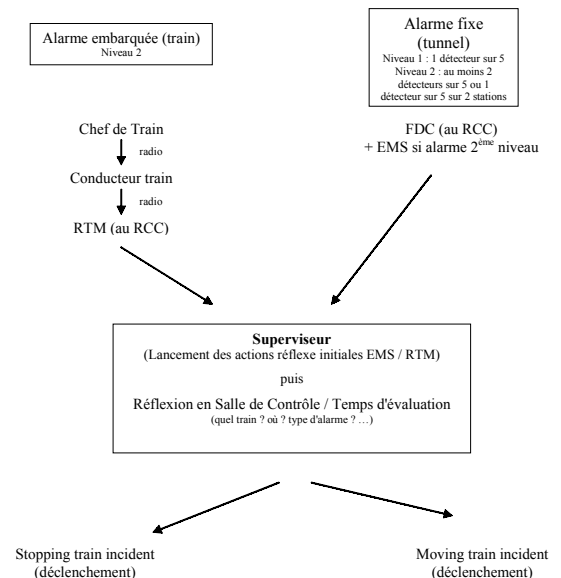 Alarme embarquée (train)
Niveau 2
Alarme fixe
(tunnel)
Niveau 1 : 1 détecteur sur 5
Niveau 2 : au moins 2
détecteurs sur 5 ou 1
détecteur sur 5 sur 2 stations
Chef de Train
radio
Conducteur train
radio
RTM (au RCC)
FDC (au RCC)
+ EMS si alarme 2ème niveau
Superviseur
(Lancement des actions réflexe initiales EMS / RTM)
puis
Réflexion en Salle de Contrôle / Temps d'évaluation
(quel train ? où ? type d'alarme ? …)
Stopping train incident
(déclenchement)
Moving train incident
(déclenchement)